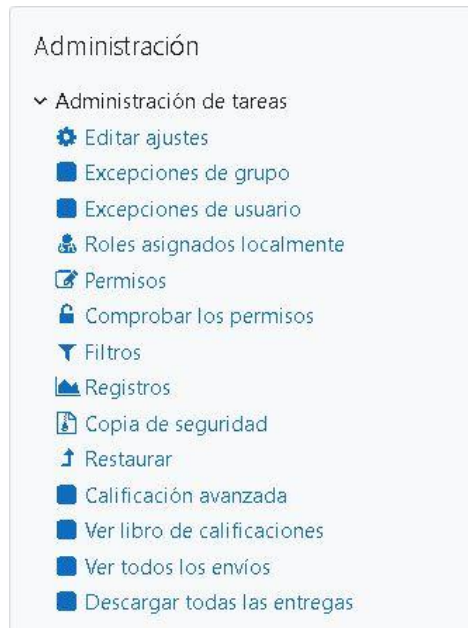 Administración
Administración de tareas
Editar ajustes
Excepciones de grupo
Excepciones de usuario
Roles asignados localmente
Permisos
Comprobar los permisos
Filtros
Registros
Copia de seguridad
Restaurar
Calificación avanzada
Ver libro de calificaciones
Ver todos los envíos
Descargar todas las entregas